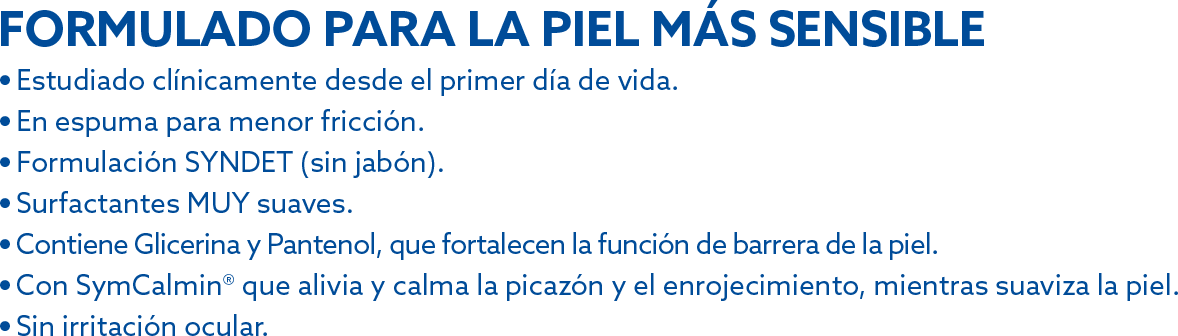 FORMULADO PARA LA PIEL MÁS SENSIBLE
• Estudiado clínicamente desde el primer día de vida.
• En espuma para menor fricción.
• Formulación SYNDET (sin jabón).
• Surfactantes MUY suaves.
• Contiene Glicerina y Pantenol, que fortalecen la función de barrera de la piel.
• Con SymCalmin® que alivia y calma la picazón y el enrojecimiento, mientras suaviza la piel.
• Sin irritación ocular.